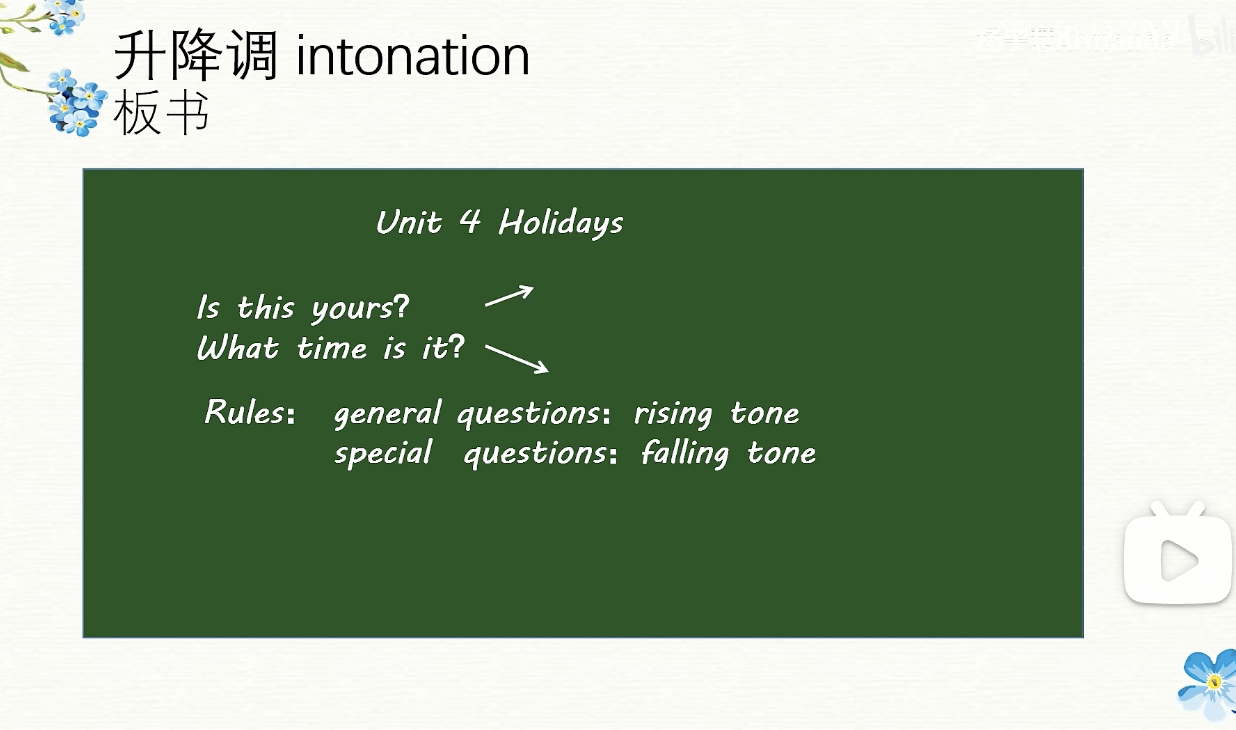 升降调 intonation
板书
Unit 4 Holidays
Is this yours?
What time is it?
Rules: general questions: rising tone
special questions: falling tone